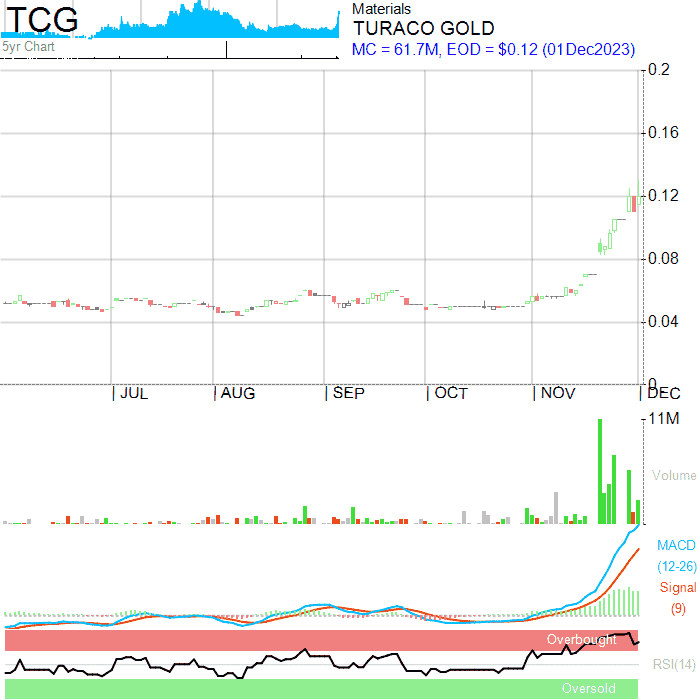 TCG
5yr Chart
Materials
TURACO GOLD
MC = 61.7M, EOD = $0.12 (01Dec2023)
0.2
0.16
0.12
0.08
0.04
0
JUL AUG SEP OCT NOV DEC
11M
Volume
MACD
(12-26)
Signal
(9)
Overbought
RSI(14)
Oversold